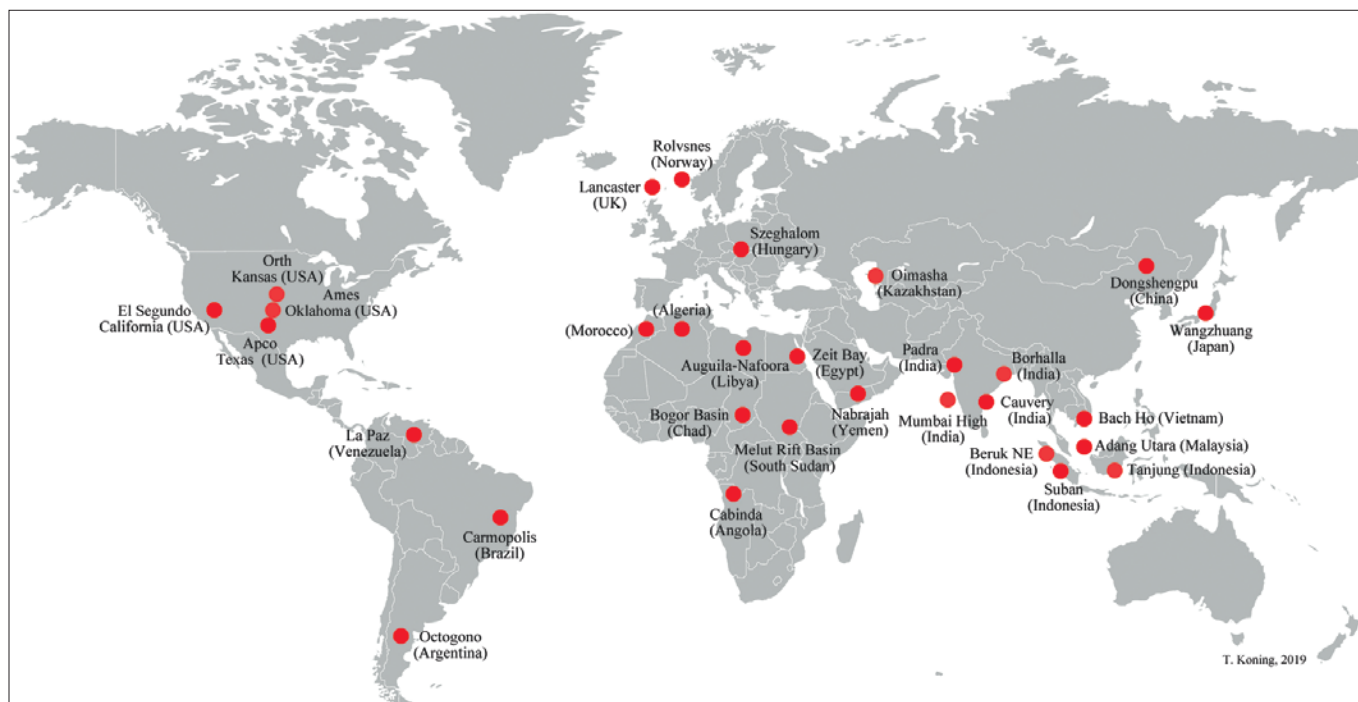 Rolvsnes
(Norway)
Lancaster
(UK)
Szeghalom
(Hungary)
Orth
Kansas (USA)
Ames
Oklahoma (USA)
El Segundo
California (USA)
Apco
Texas (USA)
Oimasha
(Kazakhstan)
Dongshengpu
(China)
Wangzhuang
(Japan)
(Morocco)
(Algeria)
Auguila-Nafoora
(Libya)
Zeit Bay
(Egypt)
Padra
(India)
Borhalla
(India)
Bogor Basin
(Chad)
Nabrajah
(Yemen)
Mumbai High
(India)
Cauvery
(India)
Bach Ho (Vietnam)
Melut Rift Basin
(South Sudan)
Adang Utara (Malaysia)
Beruk NE
(Indonesia)
Tanjung (Indonesia)
Suban
(Indonesia)
La Paz
(Venezuela)
Cabinda
(Angola)
Carmopolis
(Brazil)
Octogono
(Argentina)
T. Koning, 2019